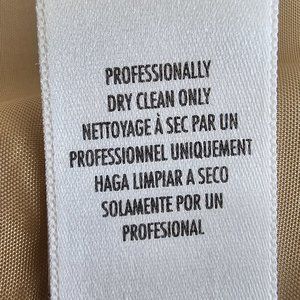 PROFESSIONALLY
DRY CLEAN ONLY
NETTOYAGE À SEC PAR UN
PROFESSIONNEL UNIQUEMENT
HAGA LIMPIAR A SECO
SOLAMENTE POR UN
PROFESIONAL